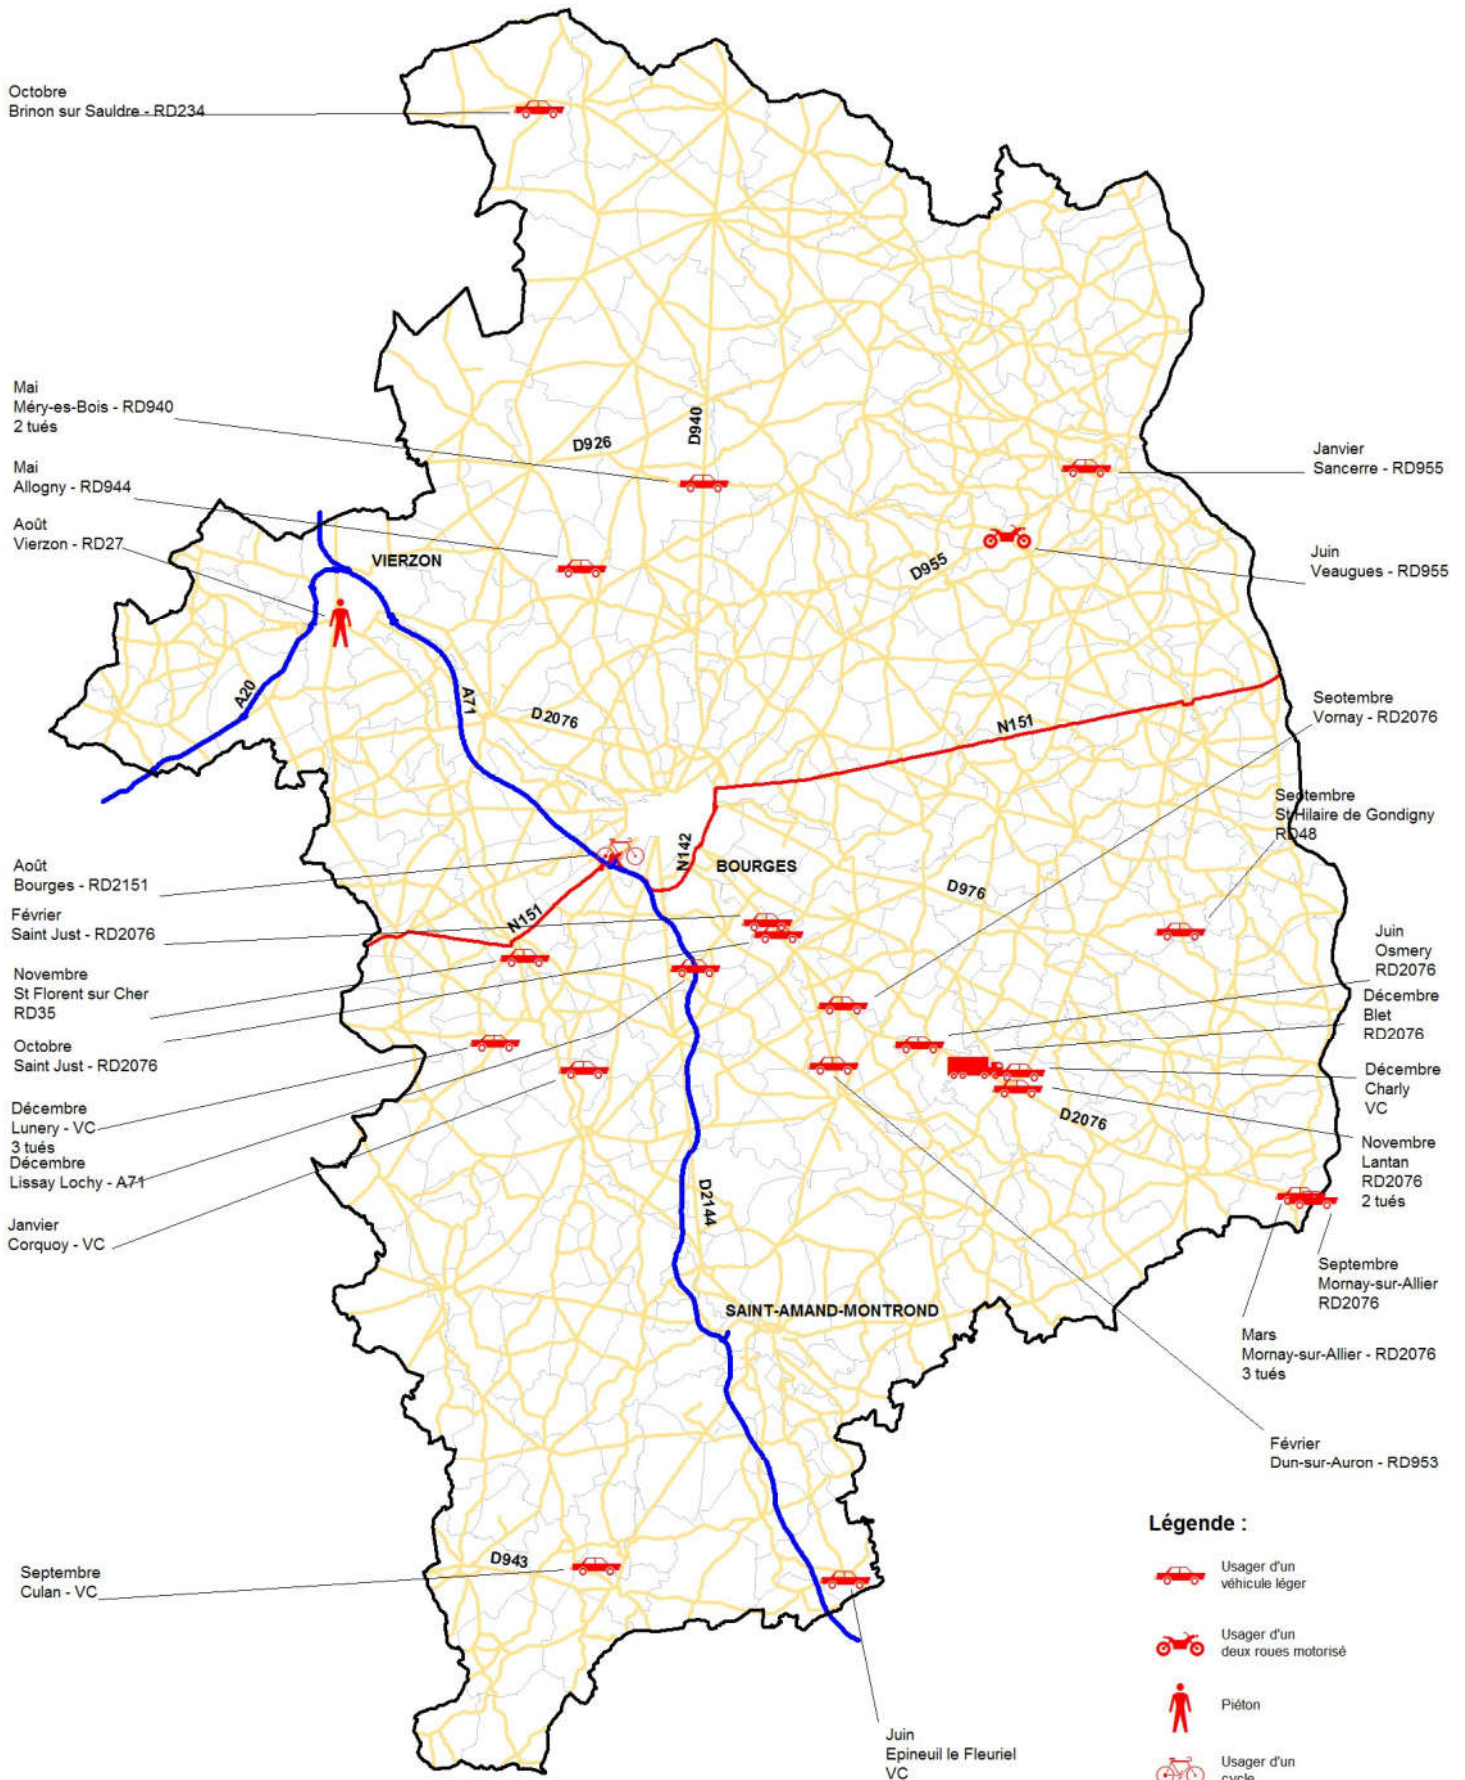 Octobre
Brinon sur Sauldre - RD234
Mai
Méry-es-Bois - RD940
2 tués
Mai
Allogny - RD944
Août
Vierzon - RD27
Août
Bourges - RD2151
Février
Saint Just - RD2076
Novembre
St Florent sur Cher
RD35
Octobre
Saint Just - RD2076
Décembre
Lunery - VC
3 tués
Décembre
Lissay Lochy - A71
Janvier
Corquoy - VC
Septembre
Culan - VC
D926
D940
VIERZON
D955
A20
A71
D2076
N151
N142
BOURGES
D976
N151
D2076
D2144
SAINT-AMAND-MONTROND
D943
Janvier
Sancerre - RD955
Juin
Veaugues - RD955
Seotembre
Vornay - RD2076
Seotembre
St Hilaire de Gondigny
RD48
Juin
Osmery
RD2076
Décembre
Blet
RD2076
Décembre
Charly
VC
Novembre
Lantan
RD2076
2 tués
Septembre
Mornay-sur-Allier
RD2076
Mars
Mornay-sur-Allier - RD2076
3 tués
Février
Dun-sur-Auron - RD953
Juin
Epineuil le Fleuriel
VC
Légende :
Usager d'un
véhicule léger
Usager d'un
deux roues motorisé
Piéton
Usager d'un
cycle